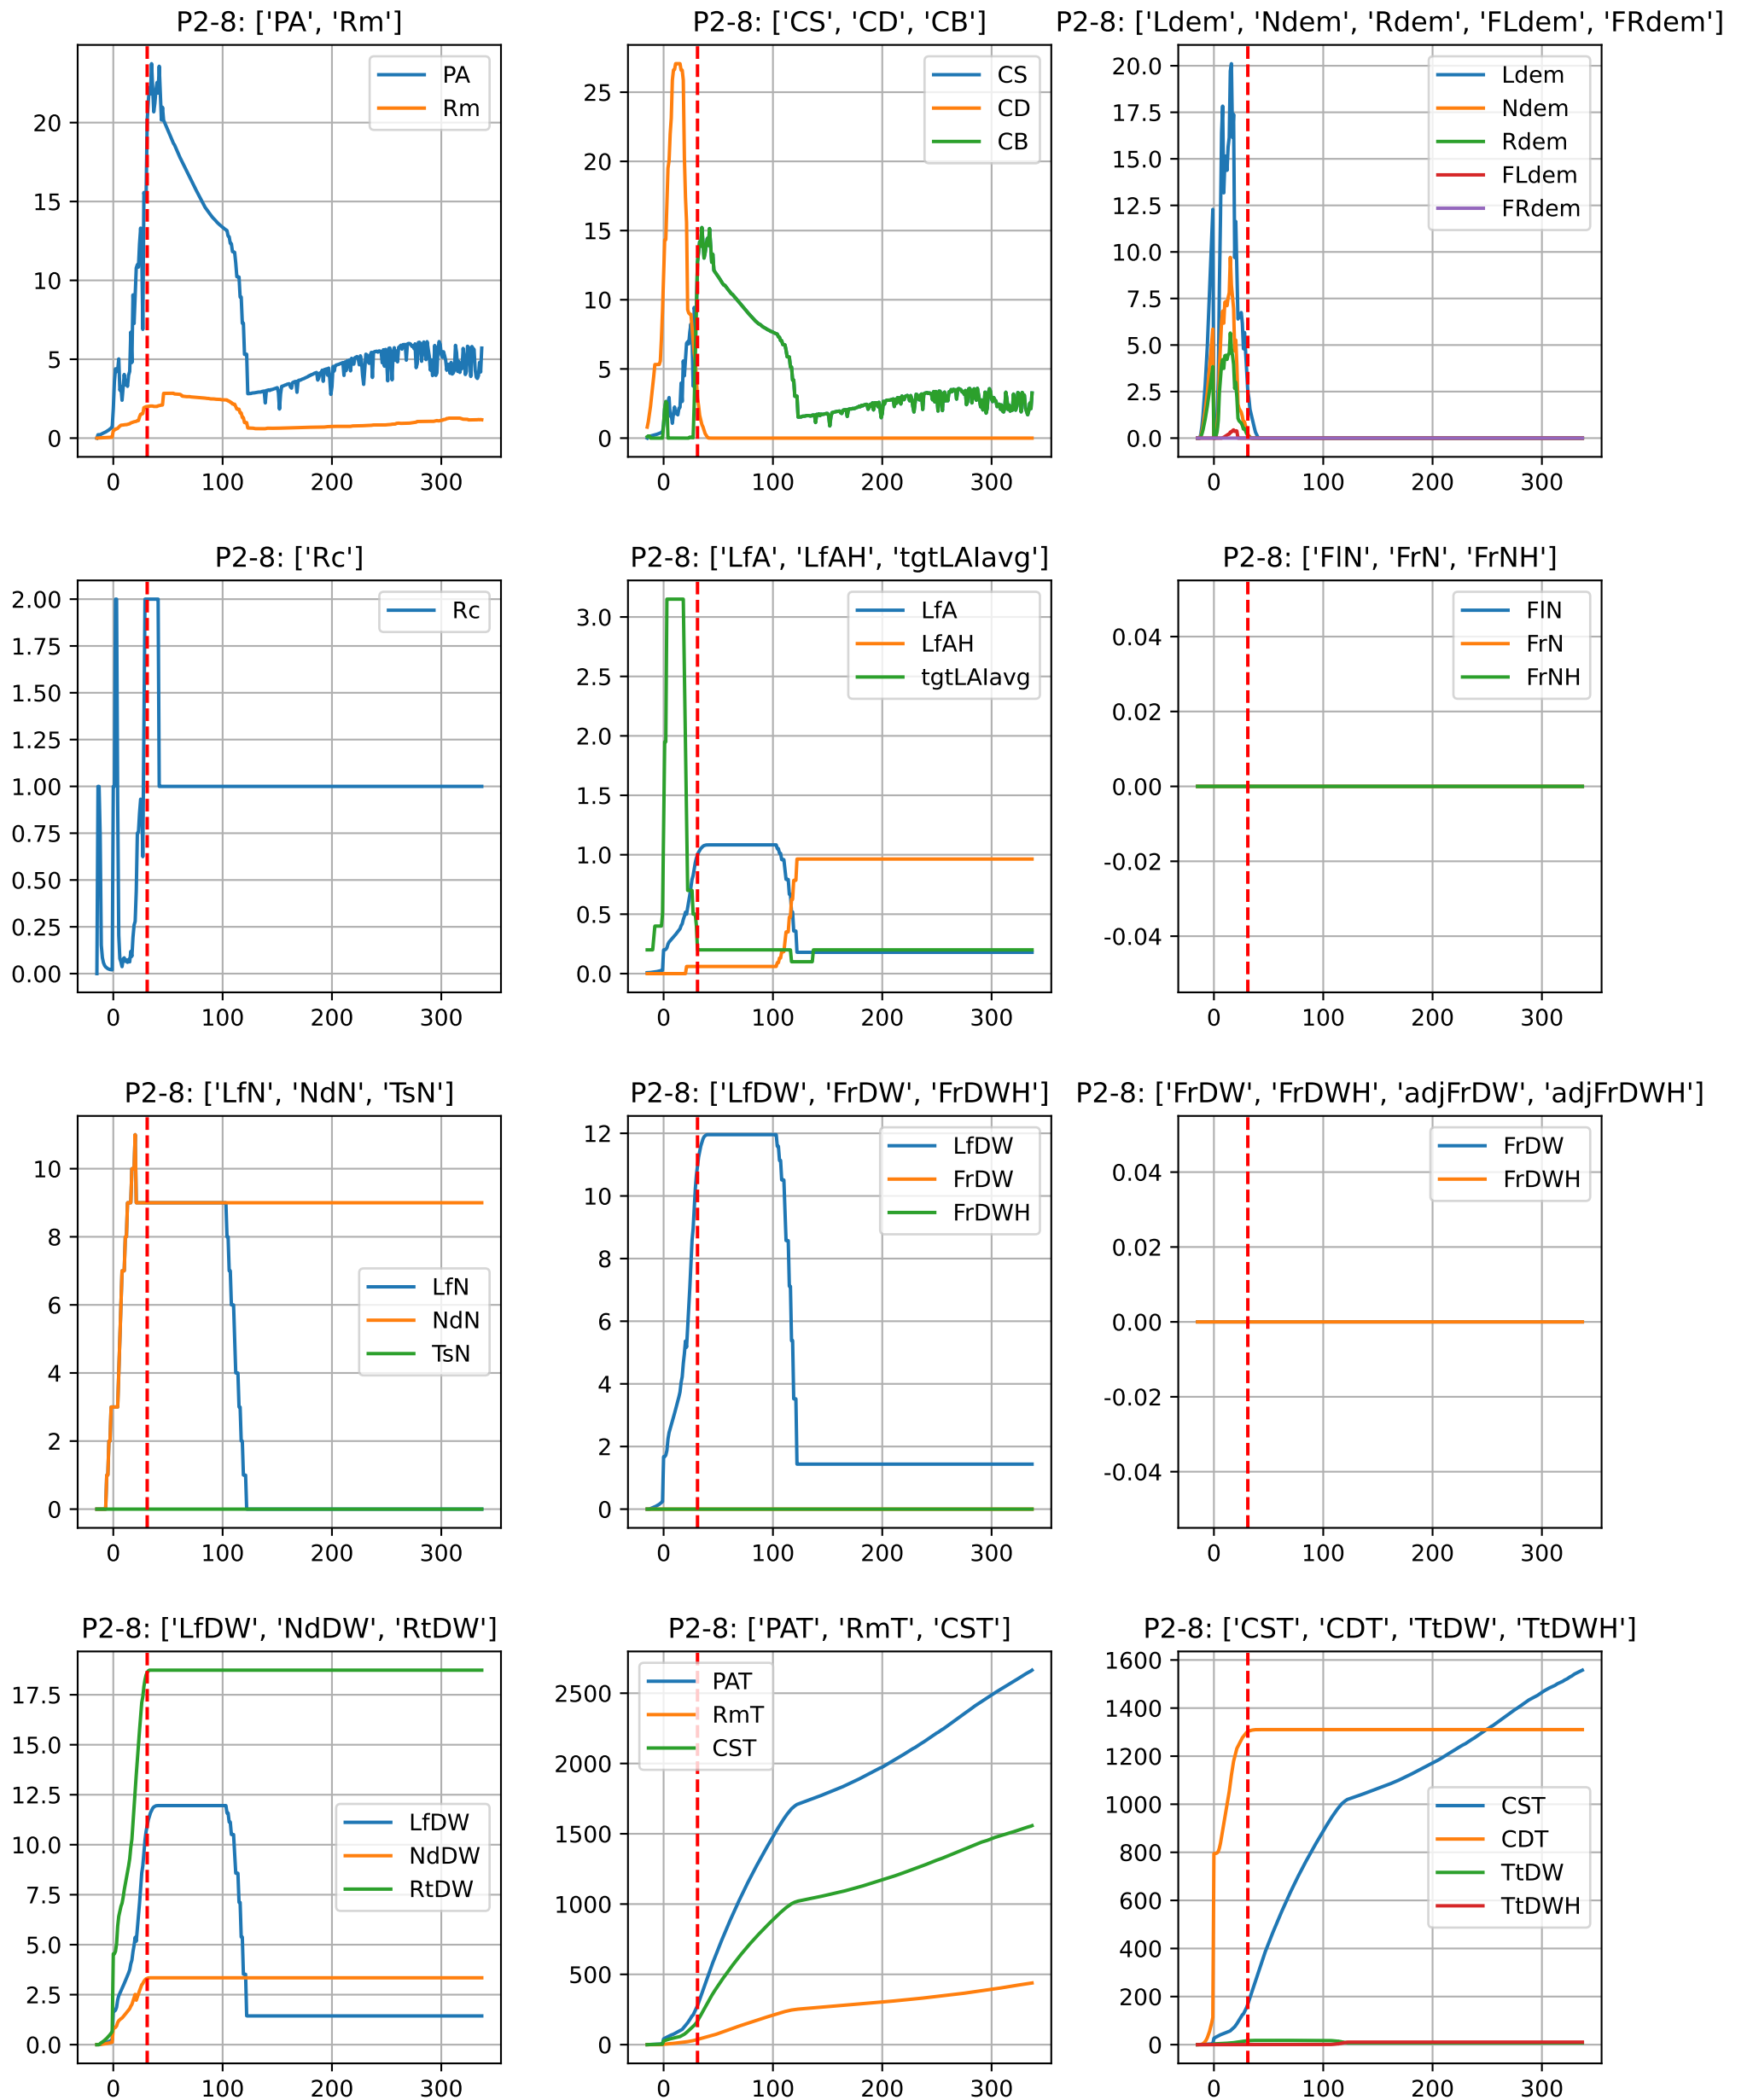 P2-8: ['PA', 'Rm']
P2-8: ['CS', 'CD', 'CB']
P2-8: ['Ldem', 'Ndem', 'Rdem', 'FLdem', 'FRdem']
PA
Rm
0
5
10
15
20
0
100
200
300
CS
CD
CB
0
5
10
15
20
25
0
100
200
300
Ldem
Ndem
Rdem
FLdem
FRdem
0.0
2.5
5.0
7.5
10.0
12.5
15.0
17.5
20.0
0
100
200
300
P2-8: ['Rc']
P2-8: ['LfA', 'LfAH', 'tgtLAIavg']
P2-8: ['FlN', 'FrN', 'FrNH']
Rc
0.00
0.25
0.50
0.75
1.00
1.25
1.50
1.75
2.00
0
100
200
300
LfA
LfAH
tgtLAIavg
0.0
0.5
1.0
1.5
2.0
2.5
3.0
0
100
200
300
FlN
FrN
FrNH
-0.04
-0.02
0.00
0.02
0.04
0
100
200
300
P2-8: ['LfN', 'NdN', 'TsN']
P2-8: ['LfDW', 'FrDW', 'FrDWH']
P2-8: ['FrDW', 'FrDWH', 'adjFrDW', 'adjFrDWH']
LfN
NdN
TsN
0
2
4
6
8
10
0
100
200
300
LfDW
FrDW
FrDWH
0
2
4
6
8
10
12
0
100
200
300
FrDW
FrDWH
-0.04
-0.02
0.00
0.02
0.04
0
100
200
300
P2-8: ['LfDW', 'NdDW', 'RtDW']
P2-8: ['PAT', 'RmT', 'CST']
P2-8: ['CST', 'CDT', 'TtDW', 'TtDWH']
LfDW
NdDW
RtDW
0.0
2.5
5.0
7.5
10.0
12.5
15.0
17.5
0
100
200
300
PAT
RmT
CST
0
500
1000
1500
2000
2500
0
100
200
300
CST
CDT
TtDW
TtDWH
0
200
400
600
800
1000
1200
1400
1600
0
100
200
300